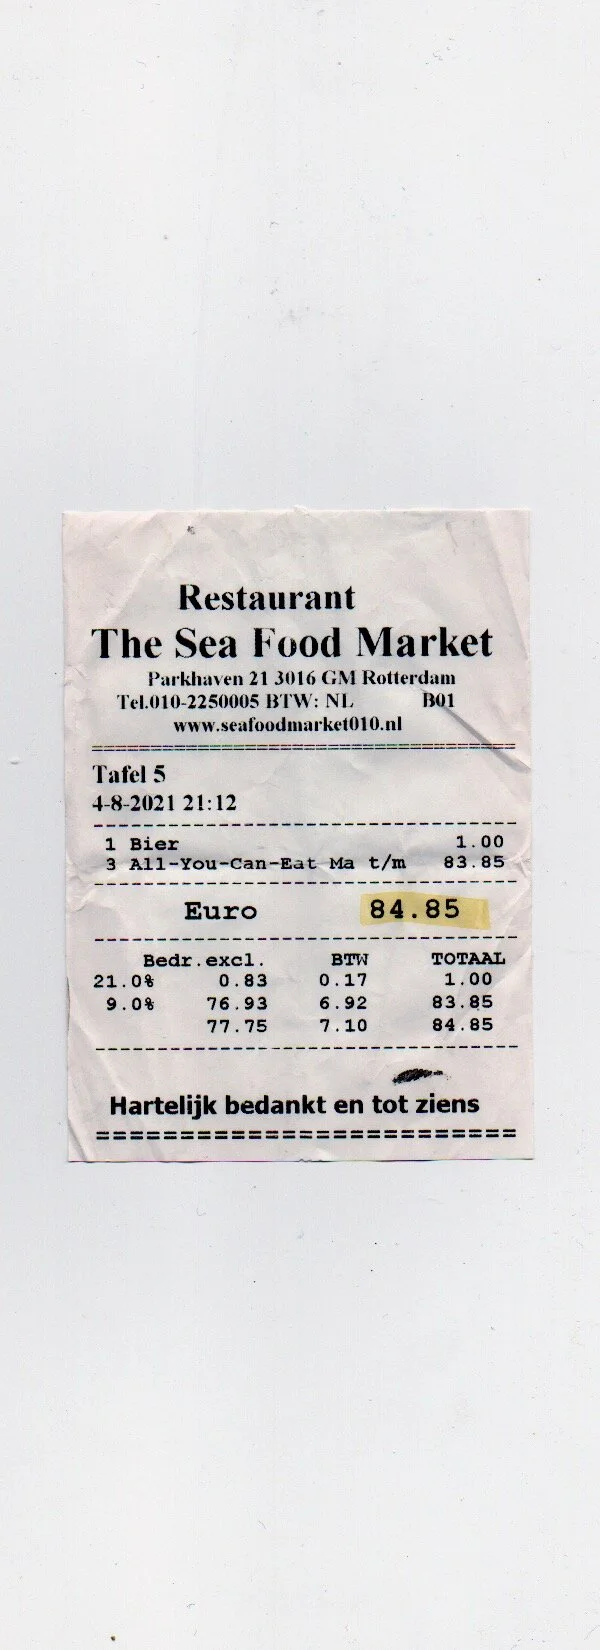 Restaurant
The Sea Food Market
Parkhaven 21 3016 GM Rotterdam
Tel.010-2250005 BTW: NL B01
www.seafoodmarket010.nl
===========================================
Tafel 5
4-8-2021 21:12
--------------------------------
1 Bier 1.00
3 All-You-Can-Eat Ma t/m 83.85
--------------------------------
Euro 84.85
--------------------------------
Bedr.excl. BTW TOTAAL
21.0% 0.83 0.17 1.00
9.0% 76.93 6.92 83.85
77.75 7.10 84.85
--------------------------------
Hartelijk bedankt en tot ziens
==========================